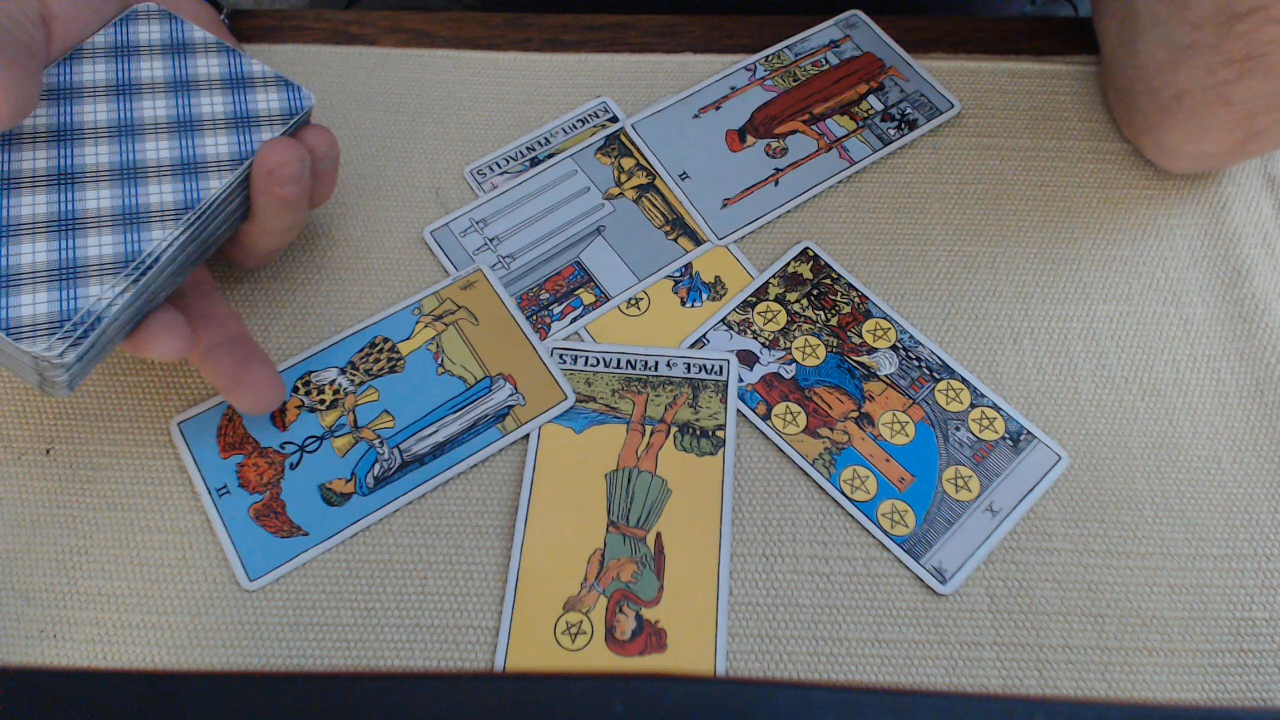 KNIGHT of PENTACLES
II
II
PAGE of PENTACLES
X